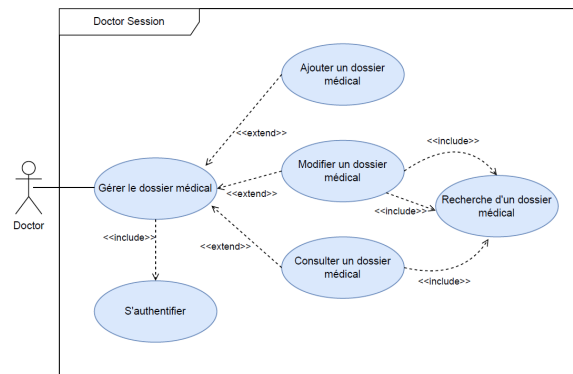 Doctor Session
Ajouter un dossier
médical
<<extend>>
<<include>>
Modifier un dossier
médical
Gérer le dossier médical
<<extend>>
Recherche d'un dossier
médical
<<include>>
Doctor
<<include>>
<<extend>>
Consulter un dossier
médical
<<include>>
S'authentifier